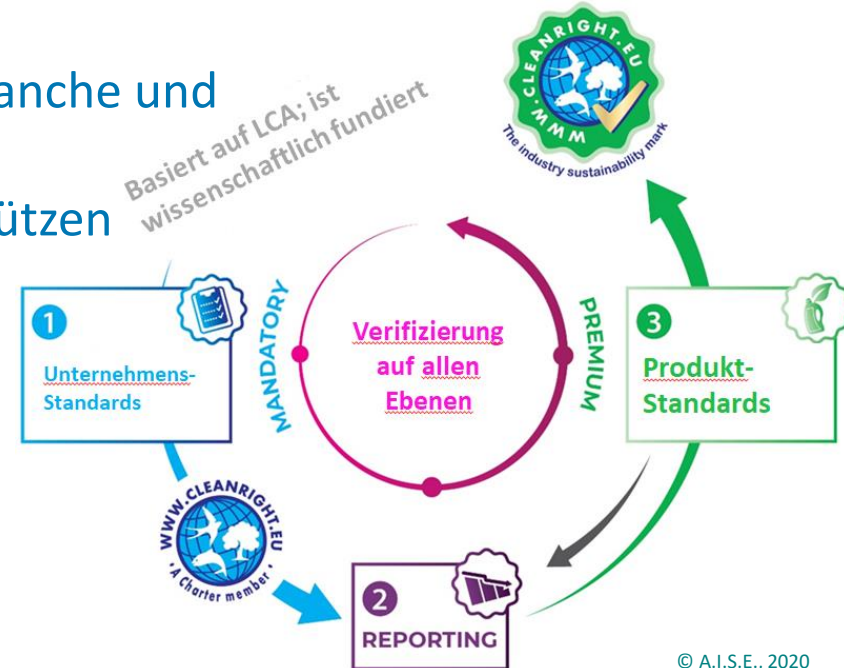 anche und
ützen
Basiert auf LCA; ist
wissenschaftlich fundiert
WWW.CLEANRIGHT.EU
The industry sustainability mark
1
Unternehmens-
Standards
MANDATORY
Verifizierung
auf allen
Ebenen
PREMIUM
3
Produkt-
Standards
WWW.CLEANRIGHT.EU
• A Charter member •
2
REPORTING
© A.I.S.E., 2020